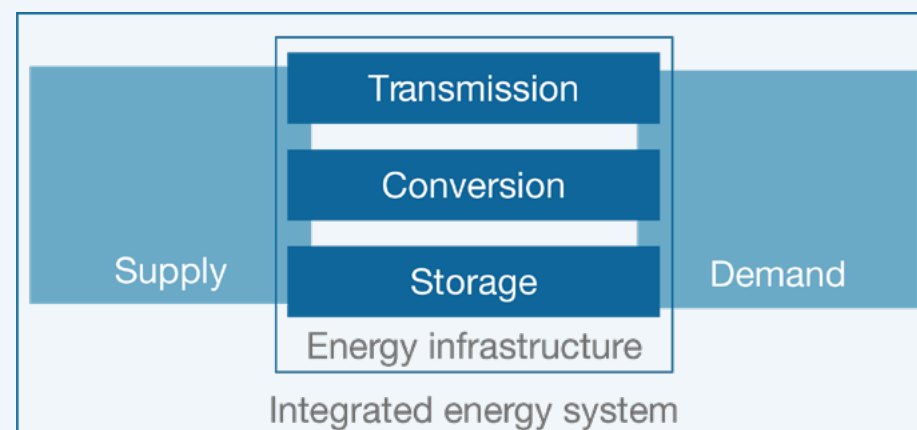 Transmission
Conversion
Supply
Storage
Demand
Energy infrastructure
Integrated energy system